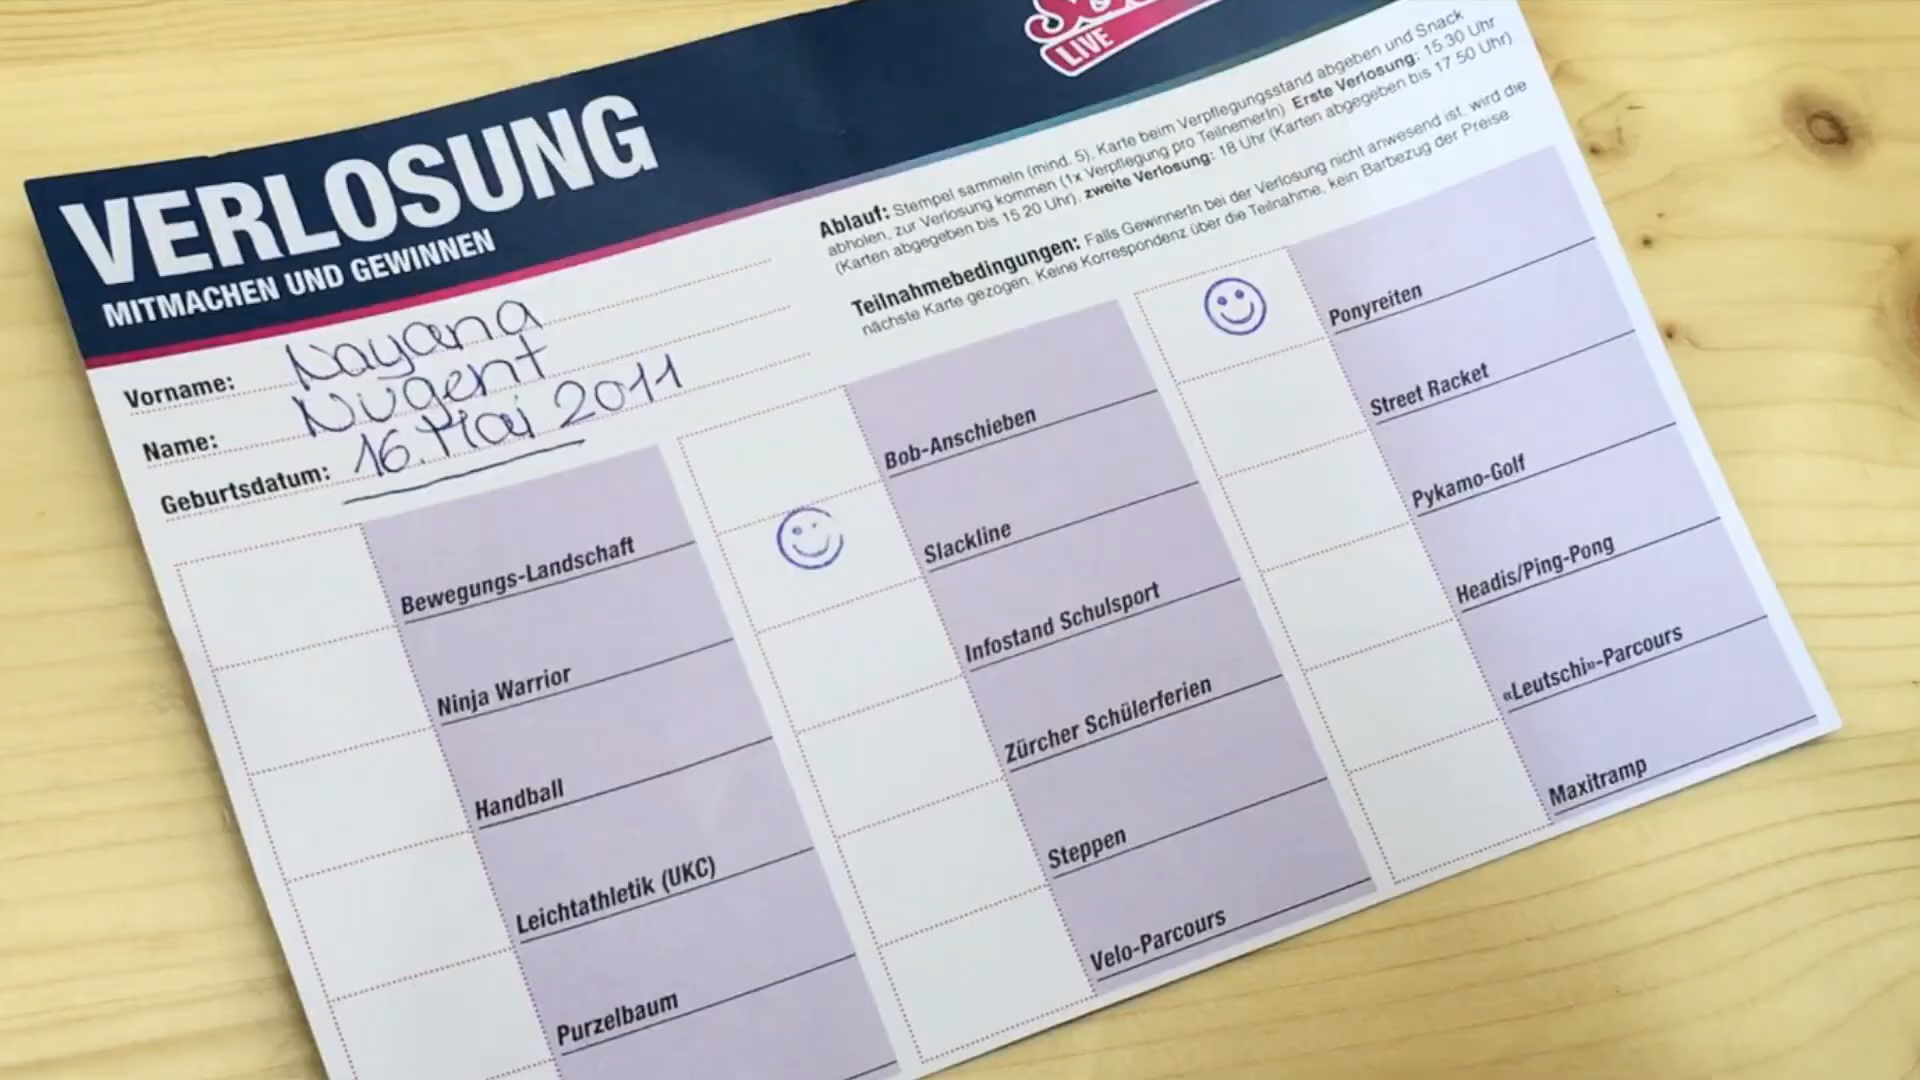 LIVE
VERLOSUNG
MITMACHEN UND GEWINNEN
Ablauf: Stempel sammeln (mind. 5), Karte beim Verpflegungsstand abgeben und Snack
abholen, zur Verlosung kommen (1x Verpflegung pro TeilnemerIn). Erste Verlosung: 15.30 Uhr
(Karten abgegeben bis 15.20 Uhr), zweite Verlosung: 18 Uhr (Karten abgegeben bis 17.50 Uhr)
Teilnahmebedingungen: Falls GewinnerIn bei der Verlosung nicht anwesend ist, wird die
nächste Karte gezogen. Keine Korrespondenz über die Teilnahme, kein Barbezug der Preise
Vorname: Nayana
Name: Nugent
Geburtsdatum: 16. Mai 2011
Bewegungs-Landschaft
Ninja Warrior
Handball
Leichtathletik (UKC)
Purzelbaum
Bob-Anschieben
Slackline
Infostand Schulsport
Zürcher Schülerferien
Steppen
Velo-Parcours
Ponyreiten
Street Racket
Pykamo-Golf
Headis/Ping-Pong
«Leutschi»-Parcours
Maxitramp